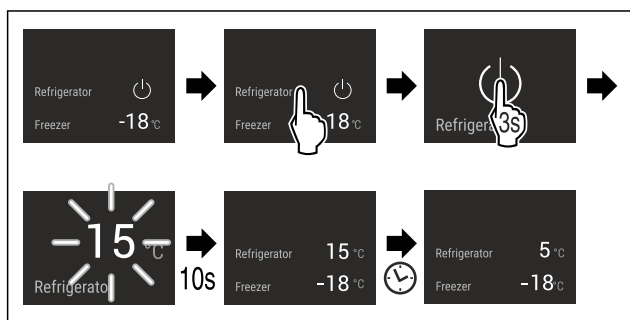 Refrigerator
Freezer -18 °C
Refrigerator
Freezer 18 °C
Refrigera 3s
15 °C
Refrigerato
10s
Refrigerator 15 °C
Freezer -18 °C
Refrigerator 5 °C
Freezer -18 °C